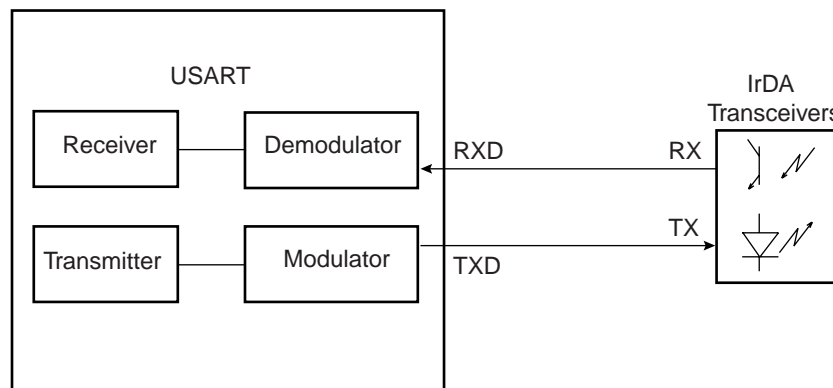 USART
IrDA
Transceivers
Receiver
Demodulator
RXD
RX
Transmitter
Modulator
TXD
TX